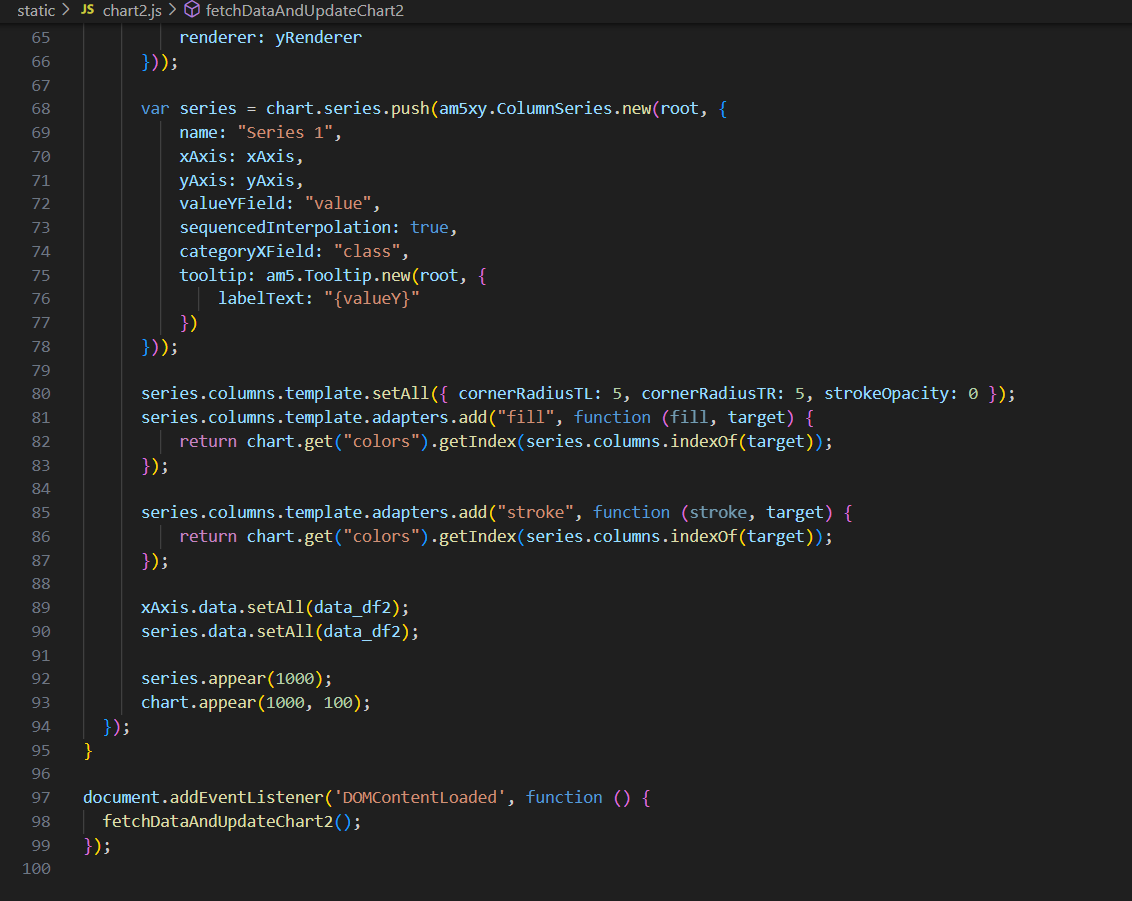 static > JS chart2.js > fetchDataAndUpdateChart2
65 renderer: yRenderer
66 }));
67
68 var series = chart.series.push(am5xy.ColumnSeries.new(root, {
69 name: "Series 1",
70 xAxis: xAxis,
71 yAxis: yAxis,
72 valueYField: "value",
73 sequencedInterpolation: true,
74 categoryXField: "class",
75 tooltip: am5.Tooltip.new(root, {
76 labelText: "{valueY}"
77 })
78 }));
79
80 series.columns.template.setAll({ cornerRadiusTL: 5, cornerRadiusTR: 5, strokeOpacity: 0 });
81 series.columns.template.adapters.add("fill", function (fill, target) {
82 return chart.get("colors").getIndex(series.columns.indexOf(target));
83 });
84
85 series.columns.template.adapters.add("stroke", function (stroke, target) {
86 return chart.get("colors").getIndex(series.columns.indexOf(target));
87 });
88
89 xAxis.data.setAll(data_df2);
90 series.data.setAll(data_df2);
91
92 series.appear(1000);
93 chart.appear(1000, 100);
94 });
95 }
96
97 document.addEventListener('DOMContentLoaded', function () {
98 fetchDataAndUpdateChart2();
99 });
100